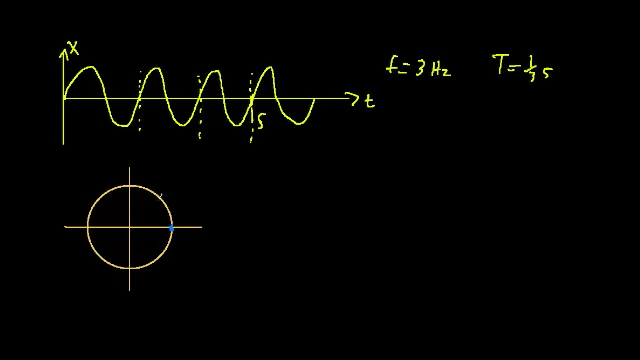 x
f = 3 Hz
T = 1/3 s
t
s